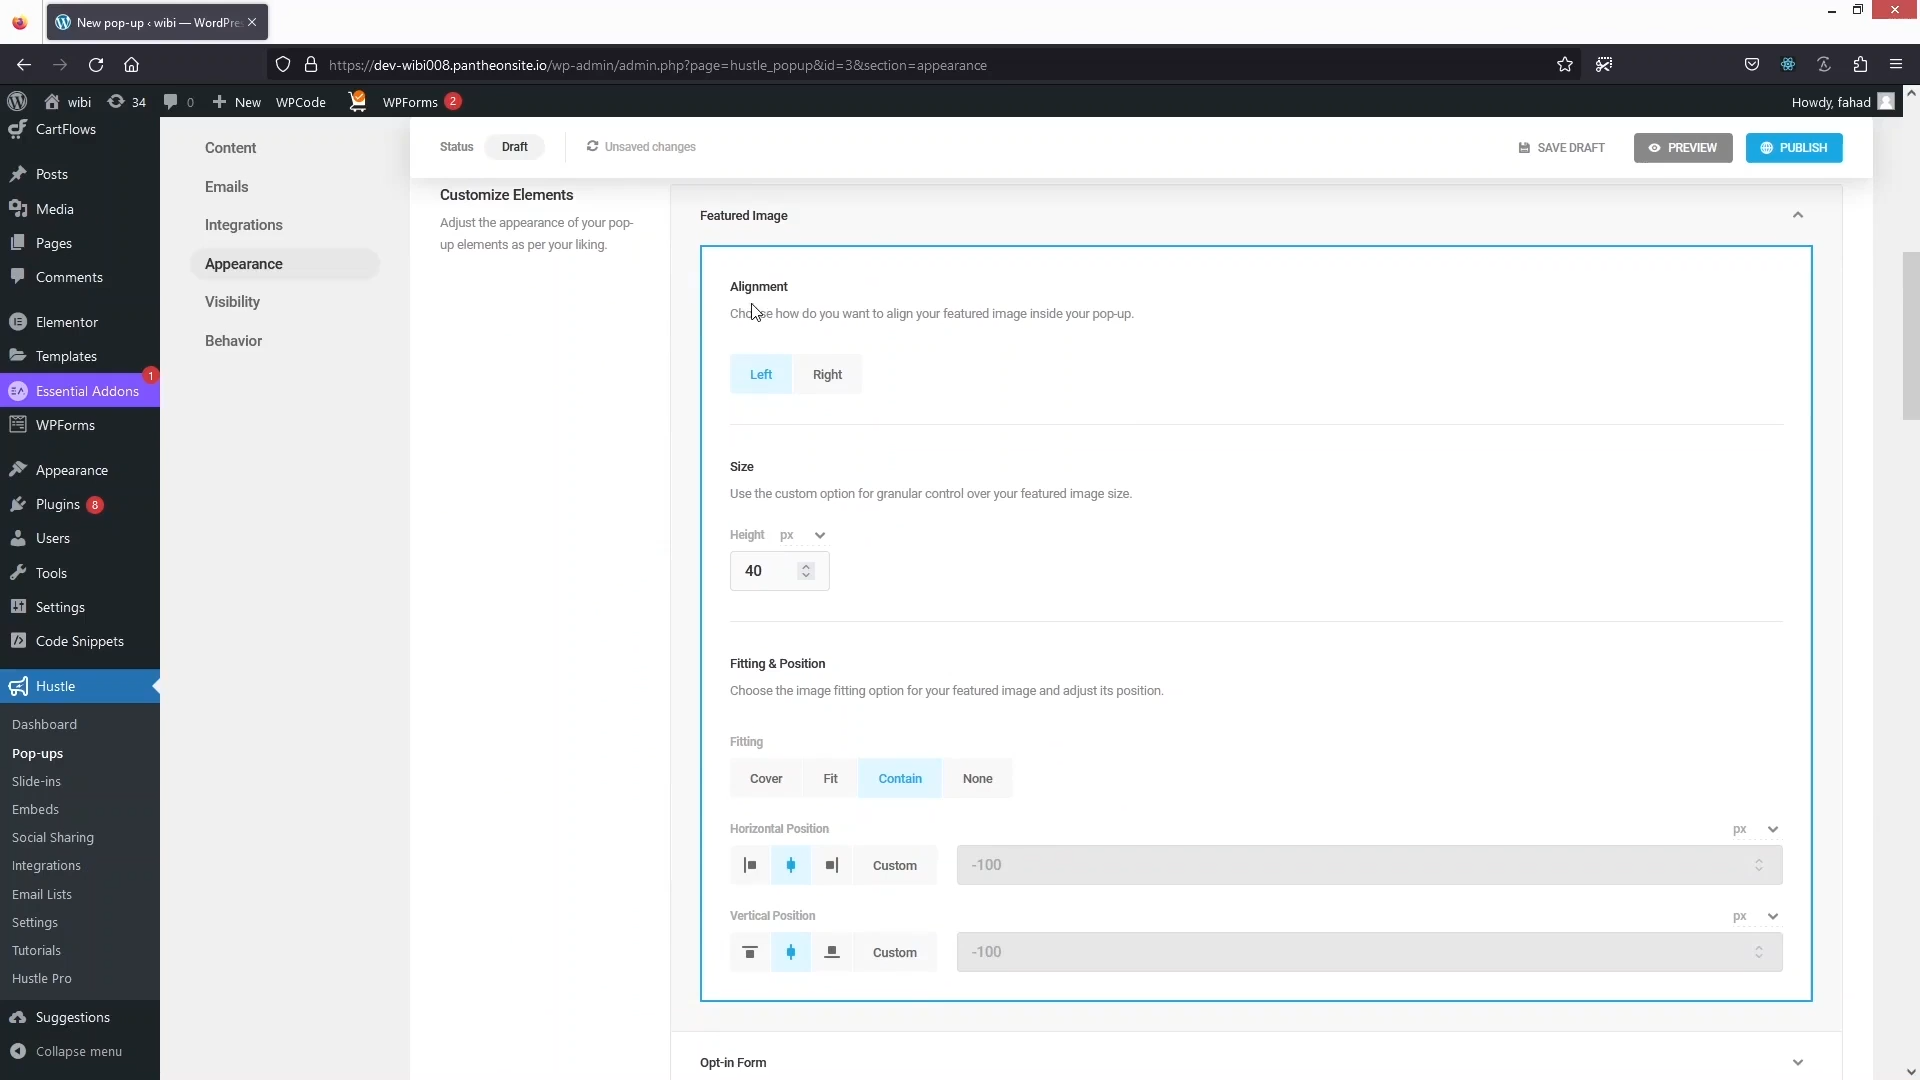 New pop-up ‹ wibi — WordPre
https://dev-wibi008.pantheonsite.io/wp-admin/admin.php?page=hustle_popup&id=3&section=appearance
wibi
34
0
New
WPCode
WPForms
2
Howdy, fahad
CartFlows
Posts
Media
Pages
Comments
Elementor
Templates
Essential Addons
1
WPForms
Appearance
Plugins
8
Users
Tools
Settings
Code Snippets
Hustle
Dashboard
Pop-ups
Slide-ins
Embeds
Social Sharing
Integrations
Email Lists
Settings
Tutorials
Hustle Pro
Suggestions
Collapse menu
Content
Emails
Integrations
Appearance
Visibility
Behavior
Status
Draft
Unsaved changes
SAVE DRAFT
PREVIEW
PUBLISH
Customize Elements
Adjust the appearance of your pop-
up elements as per your liking.
Featured Image
Alignment
Choose how do you want to align your featured image inside your pop-up.
Left
Right
Size
Use the custom option for granular control over your featured image size.
Height
px
40
Fitting & Position
Choose the image fitting option for your featured image and adjust its position.
Fitting
Cover
Fit
Contain
None
Horizontal Position
px
Custom
-100
Vertical Position
px
Custom
-100
Opt-in Form